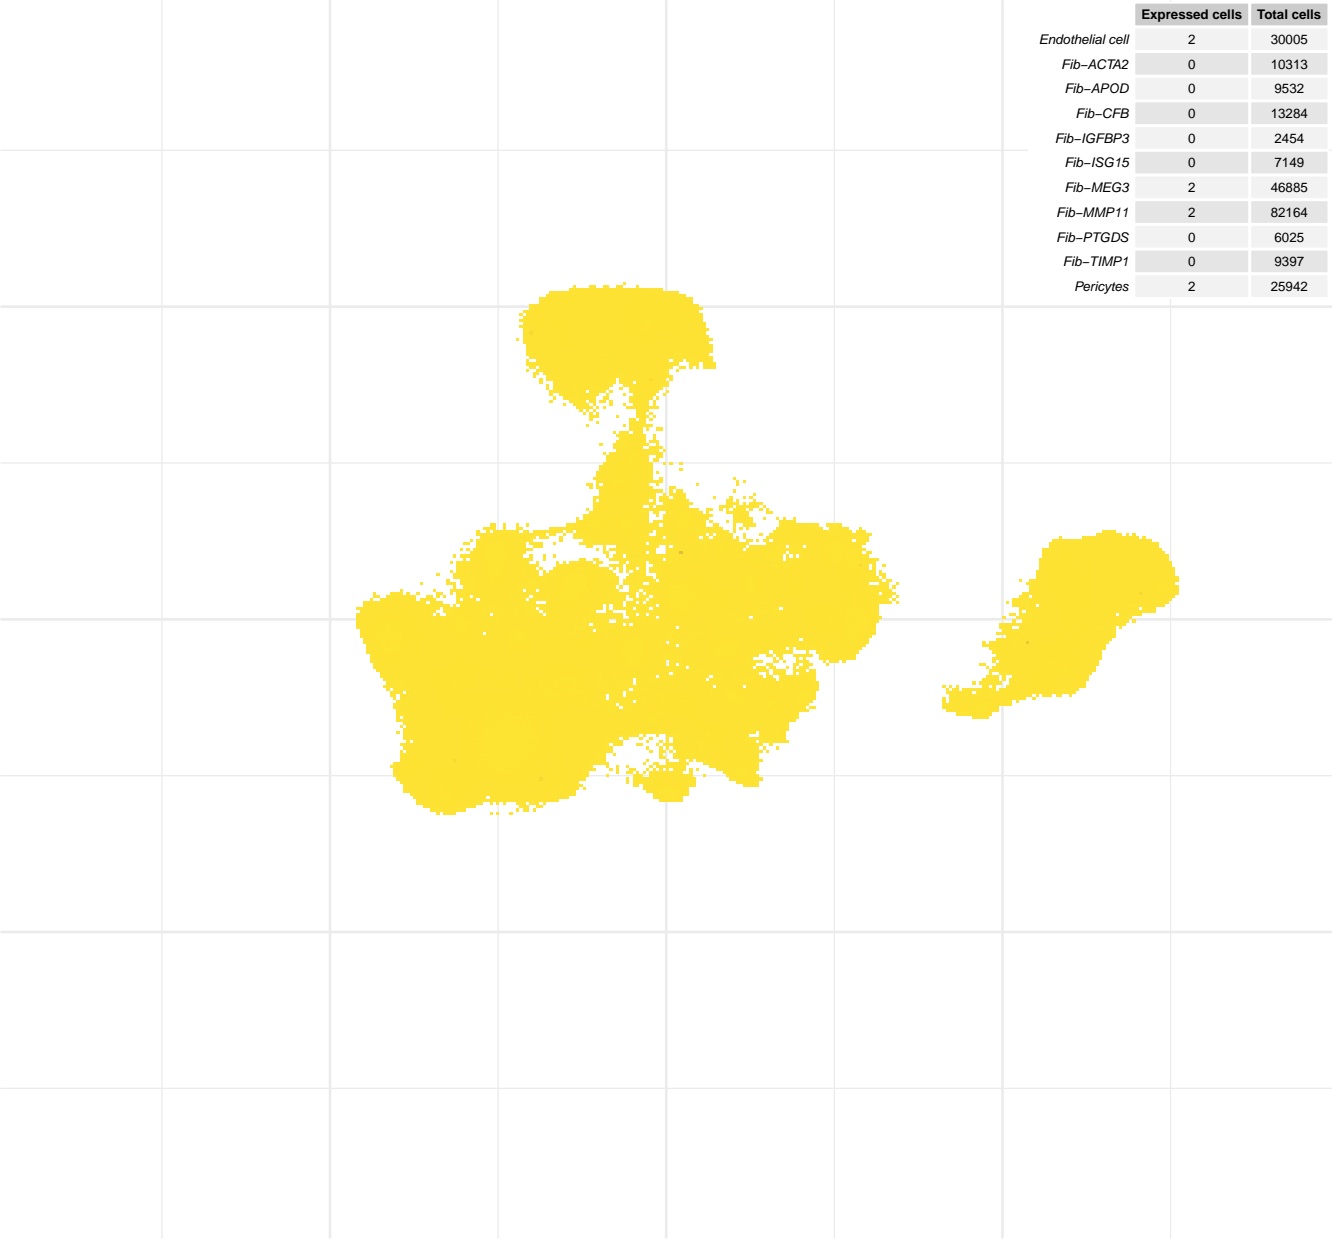 Expressed cells Total cells
Endothelial cell 2 30005
Fib−ACTA2 0 10313
Fib−APOD 0 9532
Fib−CFB 0 13284
Fib−IGFBP3 0 2454
Fib−ISG15 0 7149
Fib−MEG3 2 46885
Fib−MMP11 2 82164
Fib−PTGDS 0 6025
Fib−TIMP1 0 9397
Pericytes 2 25942